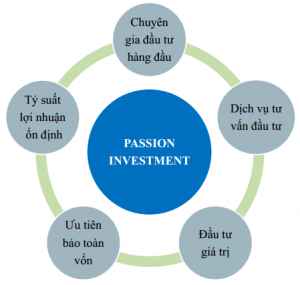 Chuyên
gia đầu tư
hàng đầu
Tỷ suất
lợi nhuận
ổn định
Dịch vụ tư
vấn đầu tư
PASSION
INVESTMENT
Ưu tiên
bảo toàn
vốn
Đầu tư
giá trị